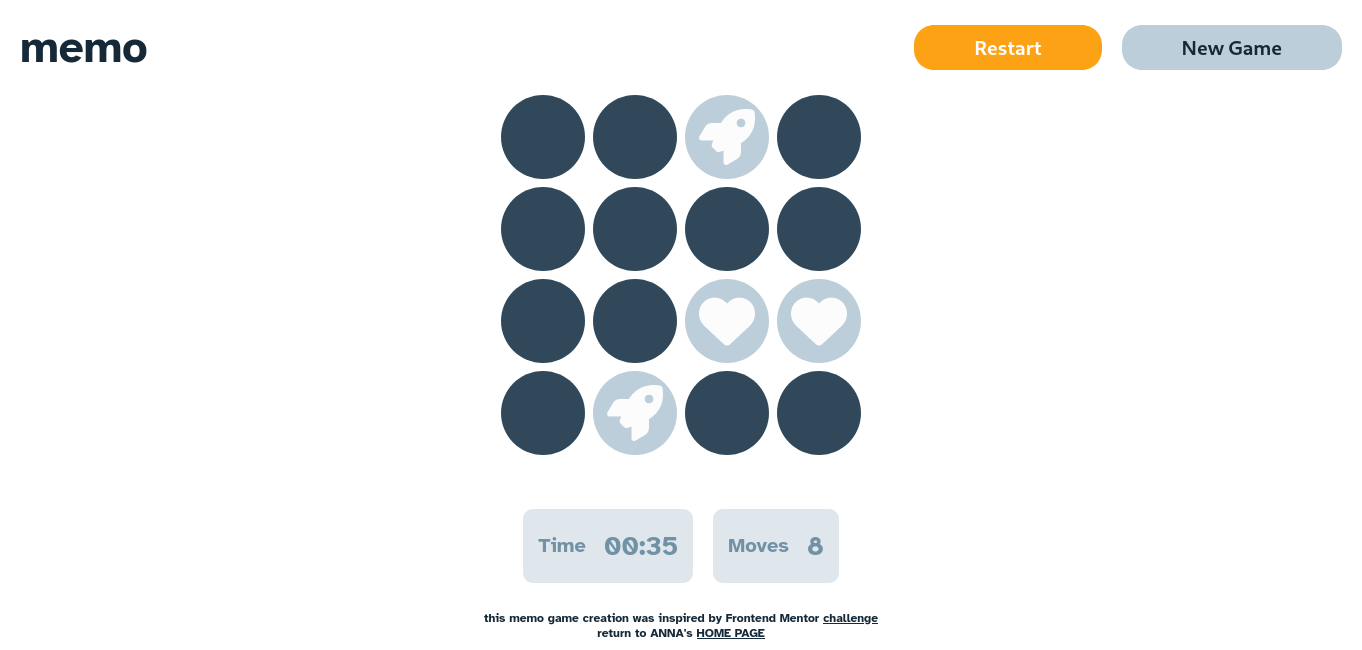 memo
Restart
New Game
Time 00:35
Moves 8
this memo game creation was inspired by Frontend Mentor challenge
return to ANNA's HOME PAGE